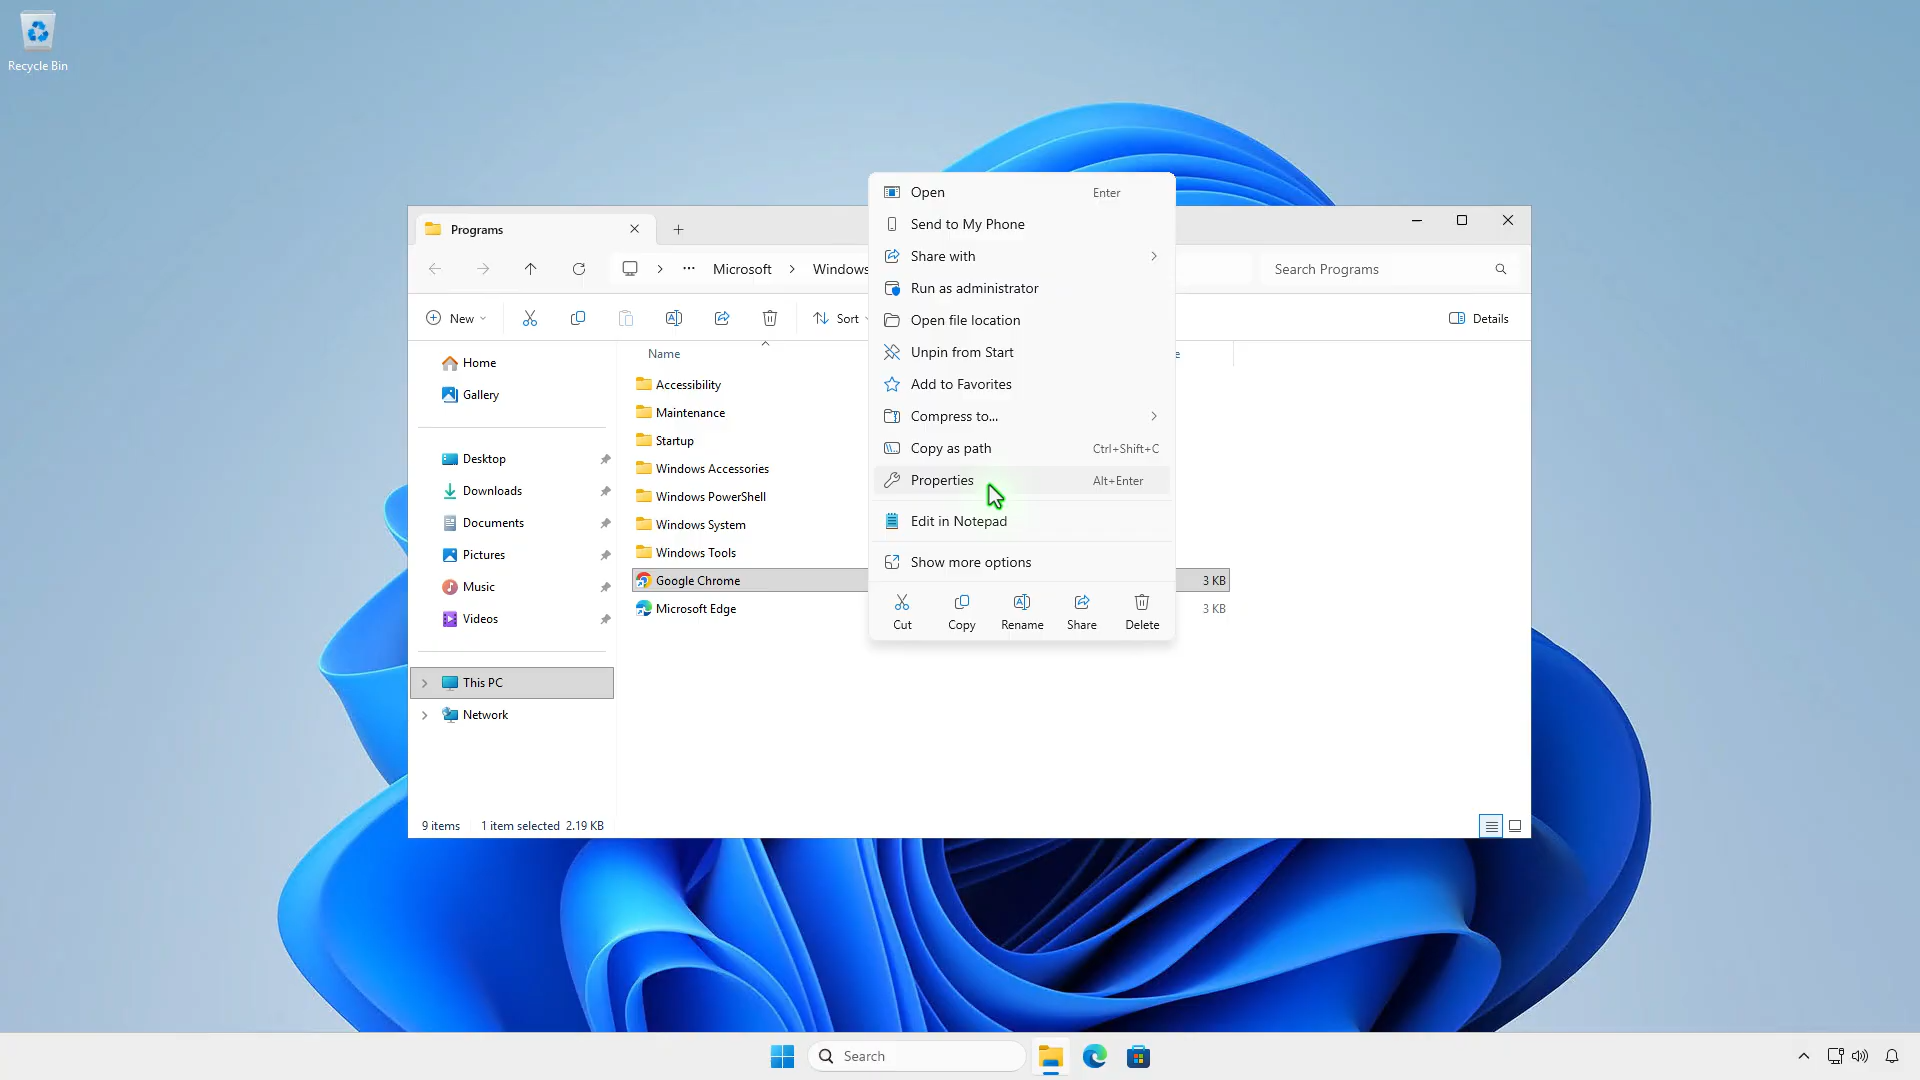 Recycle Bin
Programs
Microsoft
Windows
Search Programs
New
Sort
Details
Home
Gallery
Desktop
Downloads
Documents
Pictures
Music
Videos
This PC
Network
Name
Accessibility
Maintenance
Startup
Windows Accessories
Windows PowerShell
Windows System
Windows Tools
Google Chrome
3 KB
Microsoft Edge
3 KB
Open Enter
Send to My Phone
Share with
Run as administrator
Open file location
Unpin from Start
Add to Favorites
Compress to...
Copy as path Ctrl+Shift+C
Properties Alt+Enter
Edit in Notepad
Show more options
Cut Copy Rename Share Delete
9 items 1 item selected 2.19 KB
Search